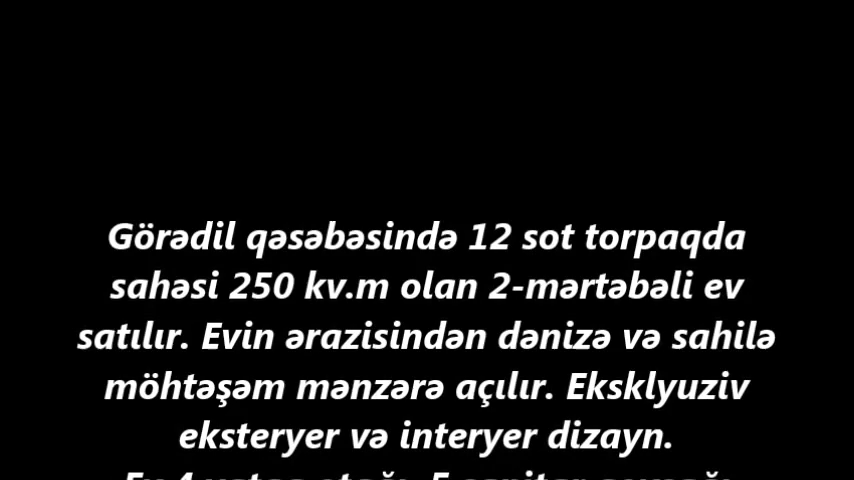 Görədil qəsəbəsində 12 sot torpaqda
sahəsi 250 kv.m olan 2-mərtəbəli ev
satılır. Evin ərazisindən dənizə və sahilə
möhtəşəm mənzərə açılır. Eksklyuziv
eksteryer və interyer dizayn.